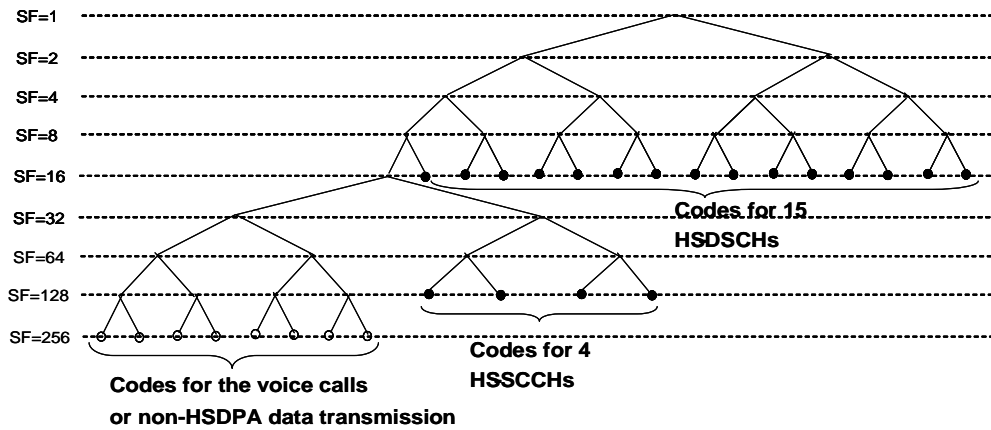 SF=1
SF=2
SF=4
SF=8
SF=16
Codes for 15
HSDSCHs
SF=32
SF=64
SF=128
SF=256
Codes for 4
HSSCCHs
Codes for the voice calls
or non-HSDPA data transmission